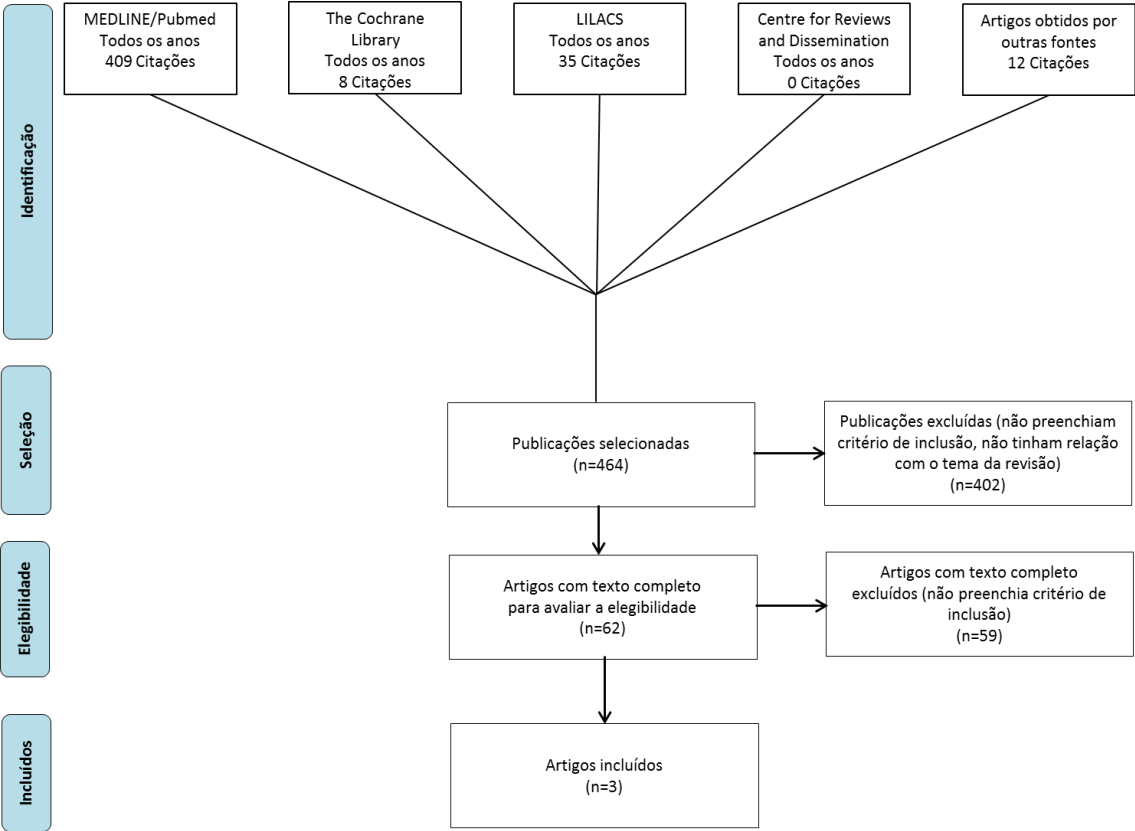 Identificação
MEDLINE/Pubmed
Todos os anos
409 Citações
The Cochrane
Library
Todos os anos
8 Citações
LILACS
Todos os anos
35 Citações
Centre for Reviews
and Dissemination
Todos os anos
0 Citações
Artigos obtidos por
outras fontes
12 Citações
Seleção
Publicações selecionadas
(n=464)
Publicações excluídas (não preenchiam
critério de inclusão, não tinham relação
com o tema da revisão)
(n=402)
Elegibilidade
Artigos com texto completo
para avaliar a elegibilidade
(n=62)
Artigos com texto completo
excluídos (não preenchia critério de
inclusão)
(n=59)
Incluídos
Artigos incluídos
(n=3)